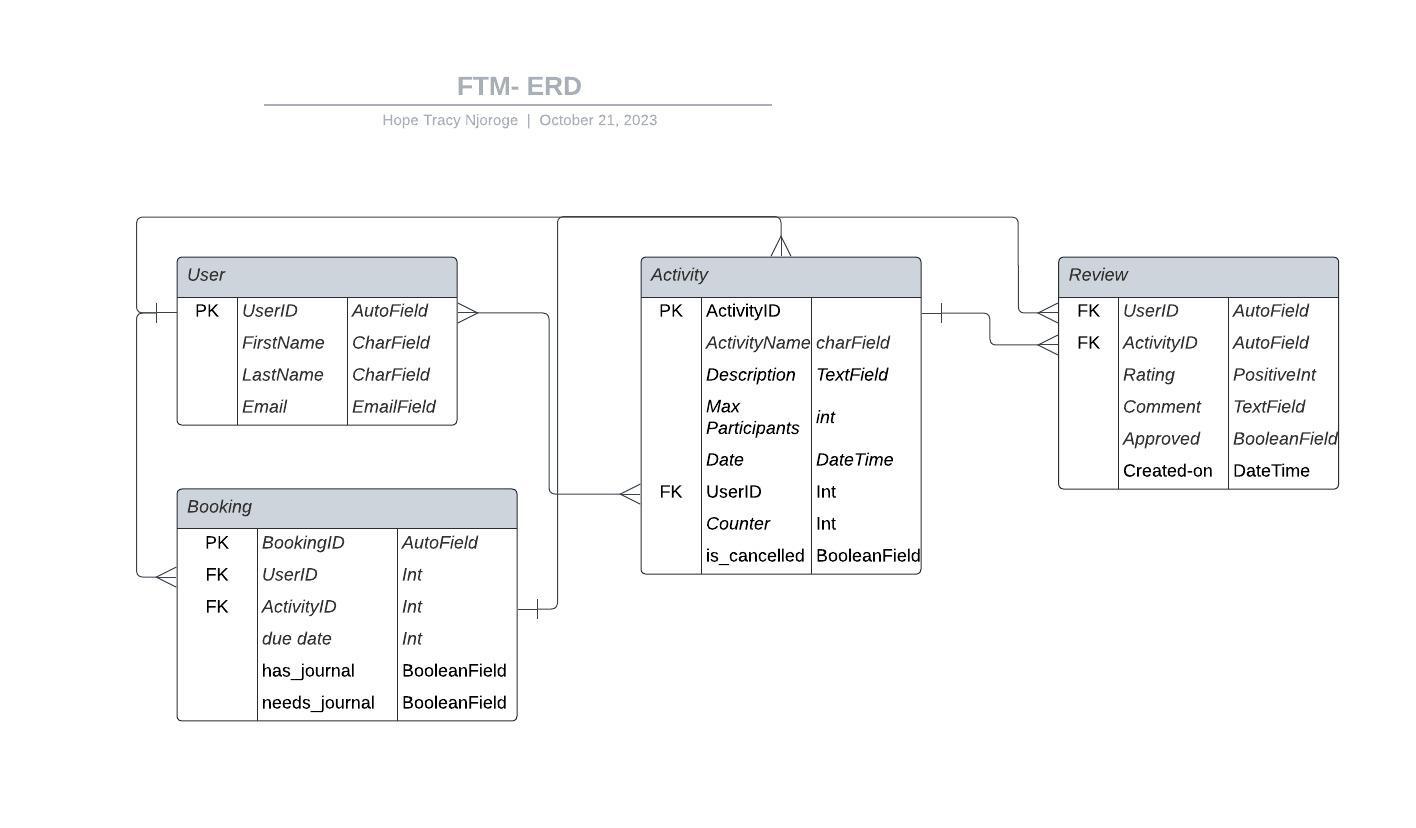 FTM- ERD
Hope Tracy Njoroge | October 21, 2023
User
PK UserID AutoField
FirstName CharField
LastName CharField
Email EmailField
Booking
PK BookingID AutoField
FK UserID Int
FK ActivityID Int
due date Int
has_journal BooleanField
needs_journal BooleanField
Activity
PK ActivityID
ActivityName charField
Description TextField
Max
Participants int
Date DateTime
FK UserID Int
Counter Int
is_cancelled BooleanField
Review
FK UserID AutoField
FK ActivityID AutoField
Rating PositiveInt
Comment TextField
Approved BooleanField
Created-on DateTime